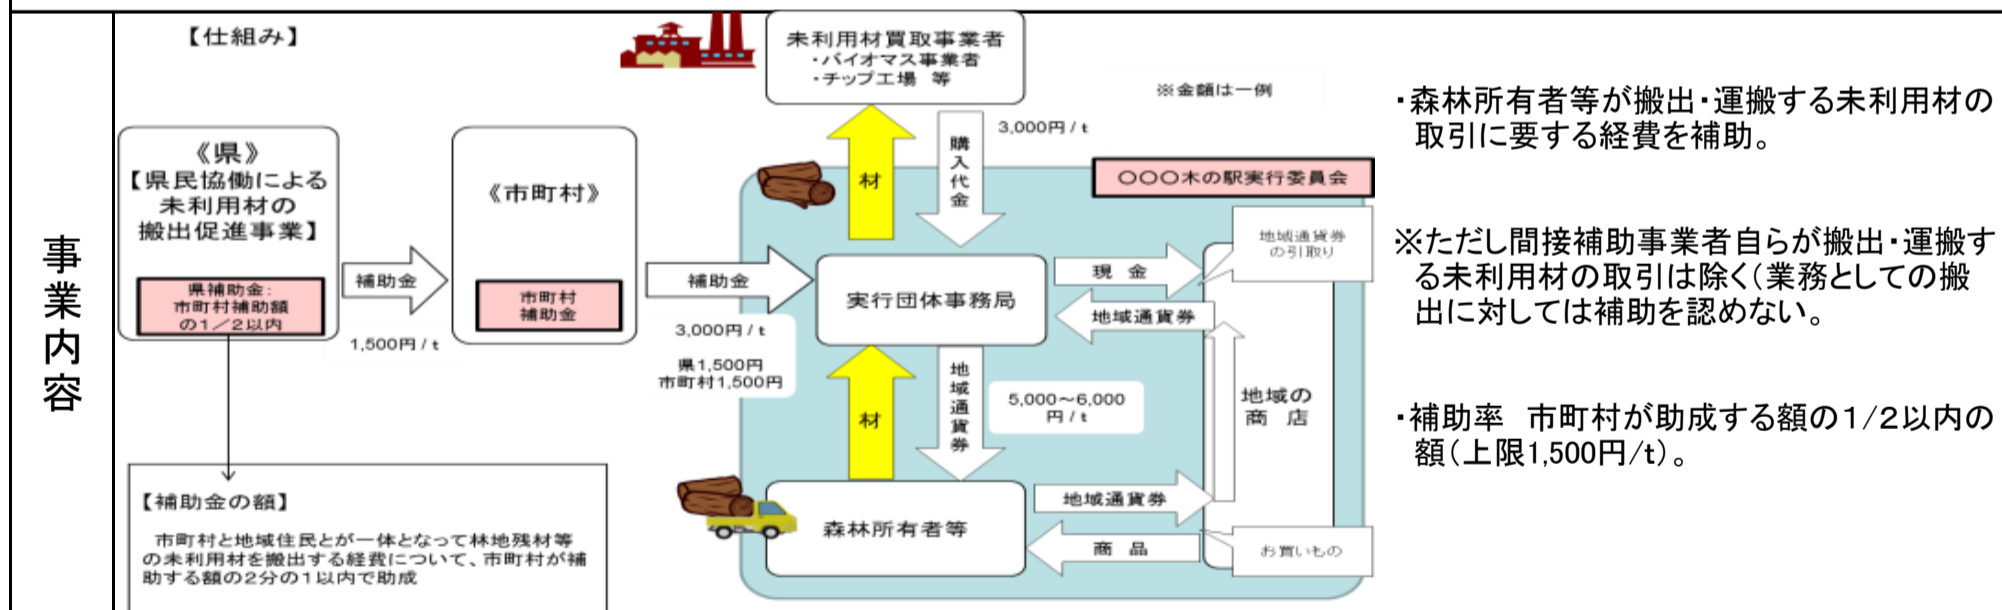 事業内容
【仕組み】
未利用材買取事業者
・バイオマス事業者
・チップ工場 等
※金額は一例
《県》
【県民協働による
未利用材の
搬出促進事業】
県補助金:
市町村補助額
の1/2以内
補助金
1,500円/t
《市町村》
市町村
補助金
補助金
3,000円/t
県1,500円
市町村1,500円
材
購入代金
3,000円/t
〇〇〇木の駅実行委員会
実行団体事務局
現 金
地域通貨券
地域通貨券
の引取り
材
地域通貨券
5,000~6,000
円/t
地域の
商 店
森林所有者等
地域通貨券
商 品
お買いもの
【補助金の額】
市町村と地域住民とが一体となって林地残材等
の未利用材を搬出する経費について、市町村が補
助する額の2分の1以内で助成
・森林所有者等が搬出・運搬する未利用材の
取引に要する経費を補助。
※ただし間接補助事業者自らが搬出・運搬す
る未利用材の取引は除く(業務としての搬
出に対しては補助を認めない。
・補助率 市町村が助成する額の1/2以内の
額(上限1,500円/t)。